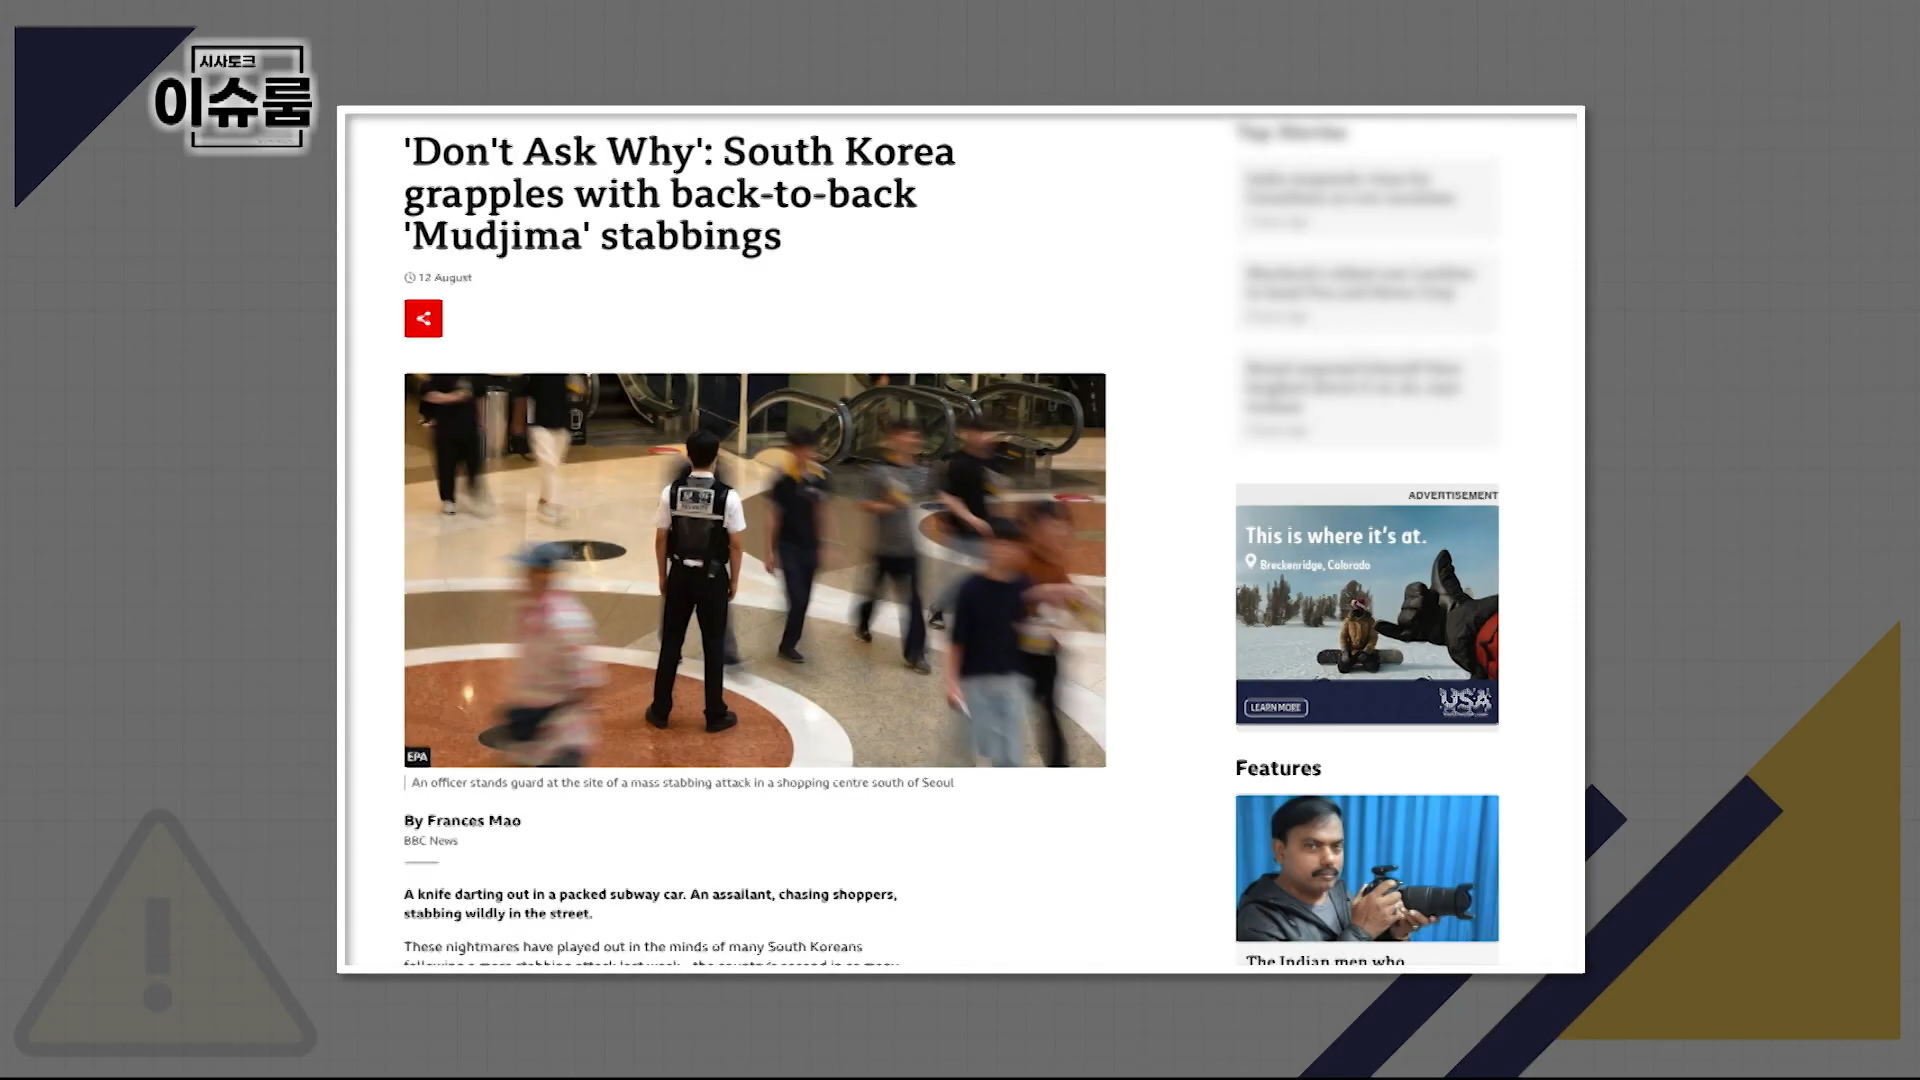 시사토크
이슈룸
'Don't Ask Why': South Korea
grapples with back-to-back
'Mudjima' stabbings
12 August
EPA
An officer stands guard at the site of a mass stabbing attack in a shopping centre south of Seoul
By Frances Mao
BBC News
A knife darting out in a packed subway car. An assailant, chasing shoppers,
stabbing wildly in the street.
These nightmares have played out in the minds of many South Koreans
Top Stories
ADVERTISEMENT
This is where it's at.
Breckenridge, Colorado
LEARN MORE
USA
Features
The Indian men who